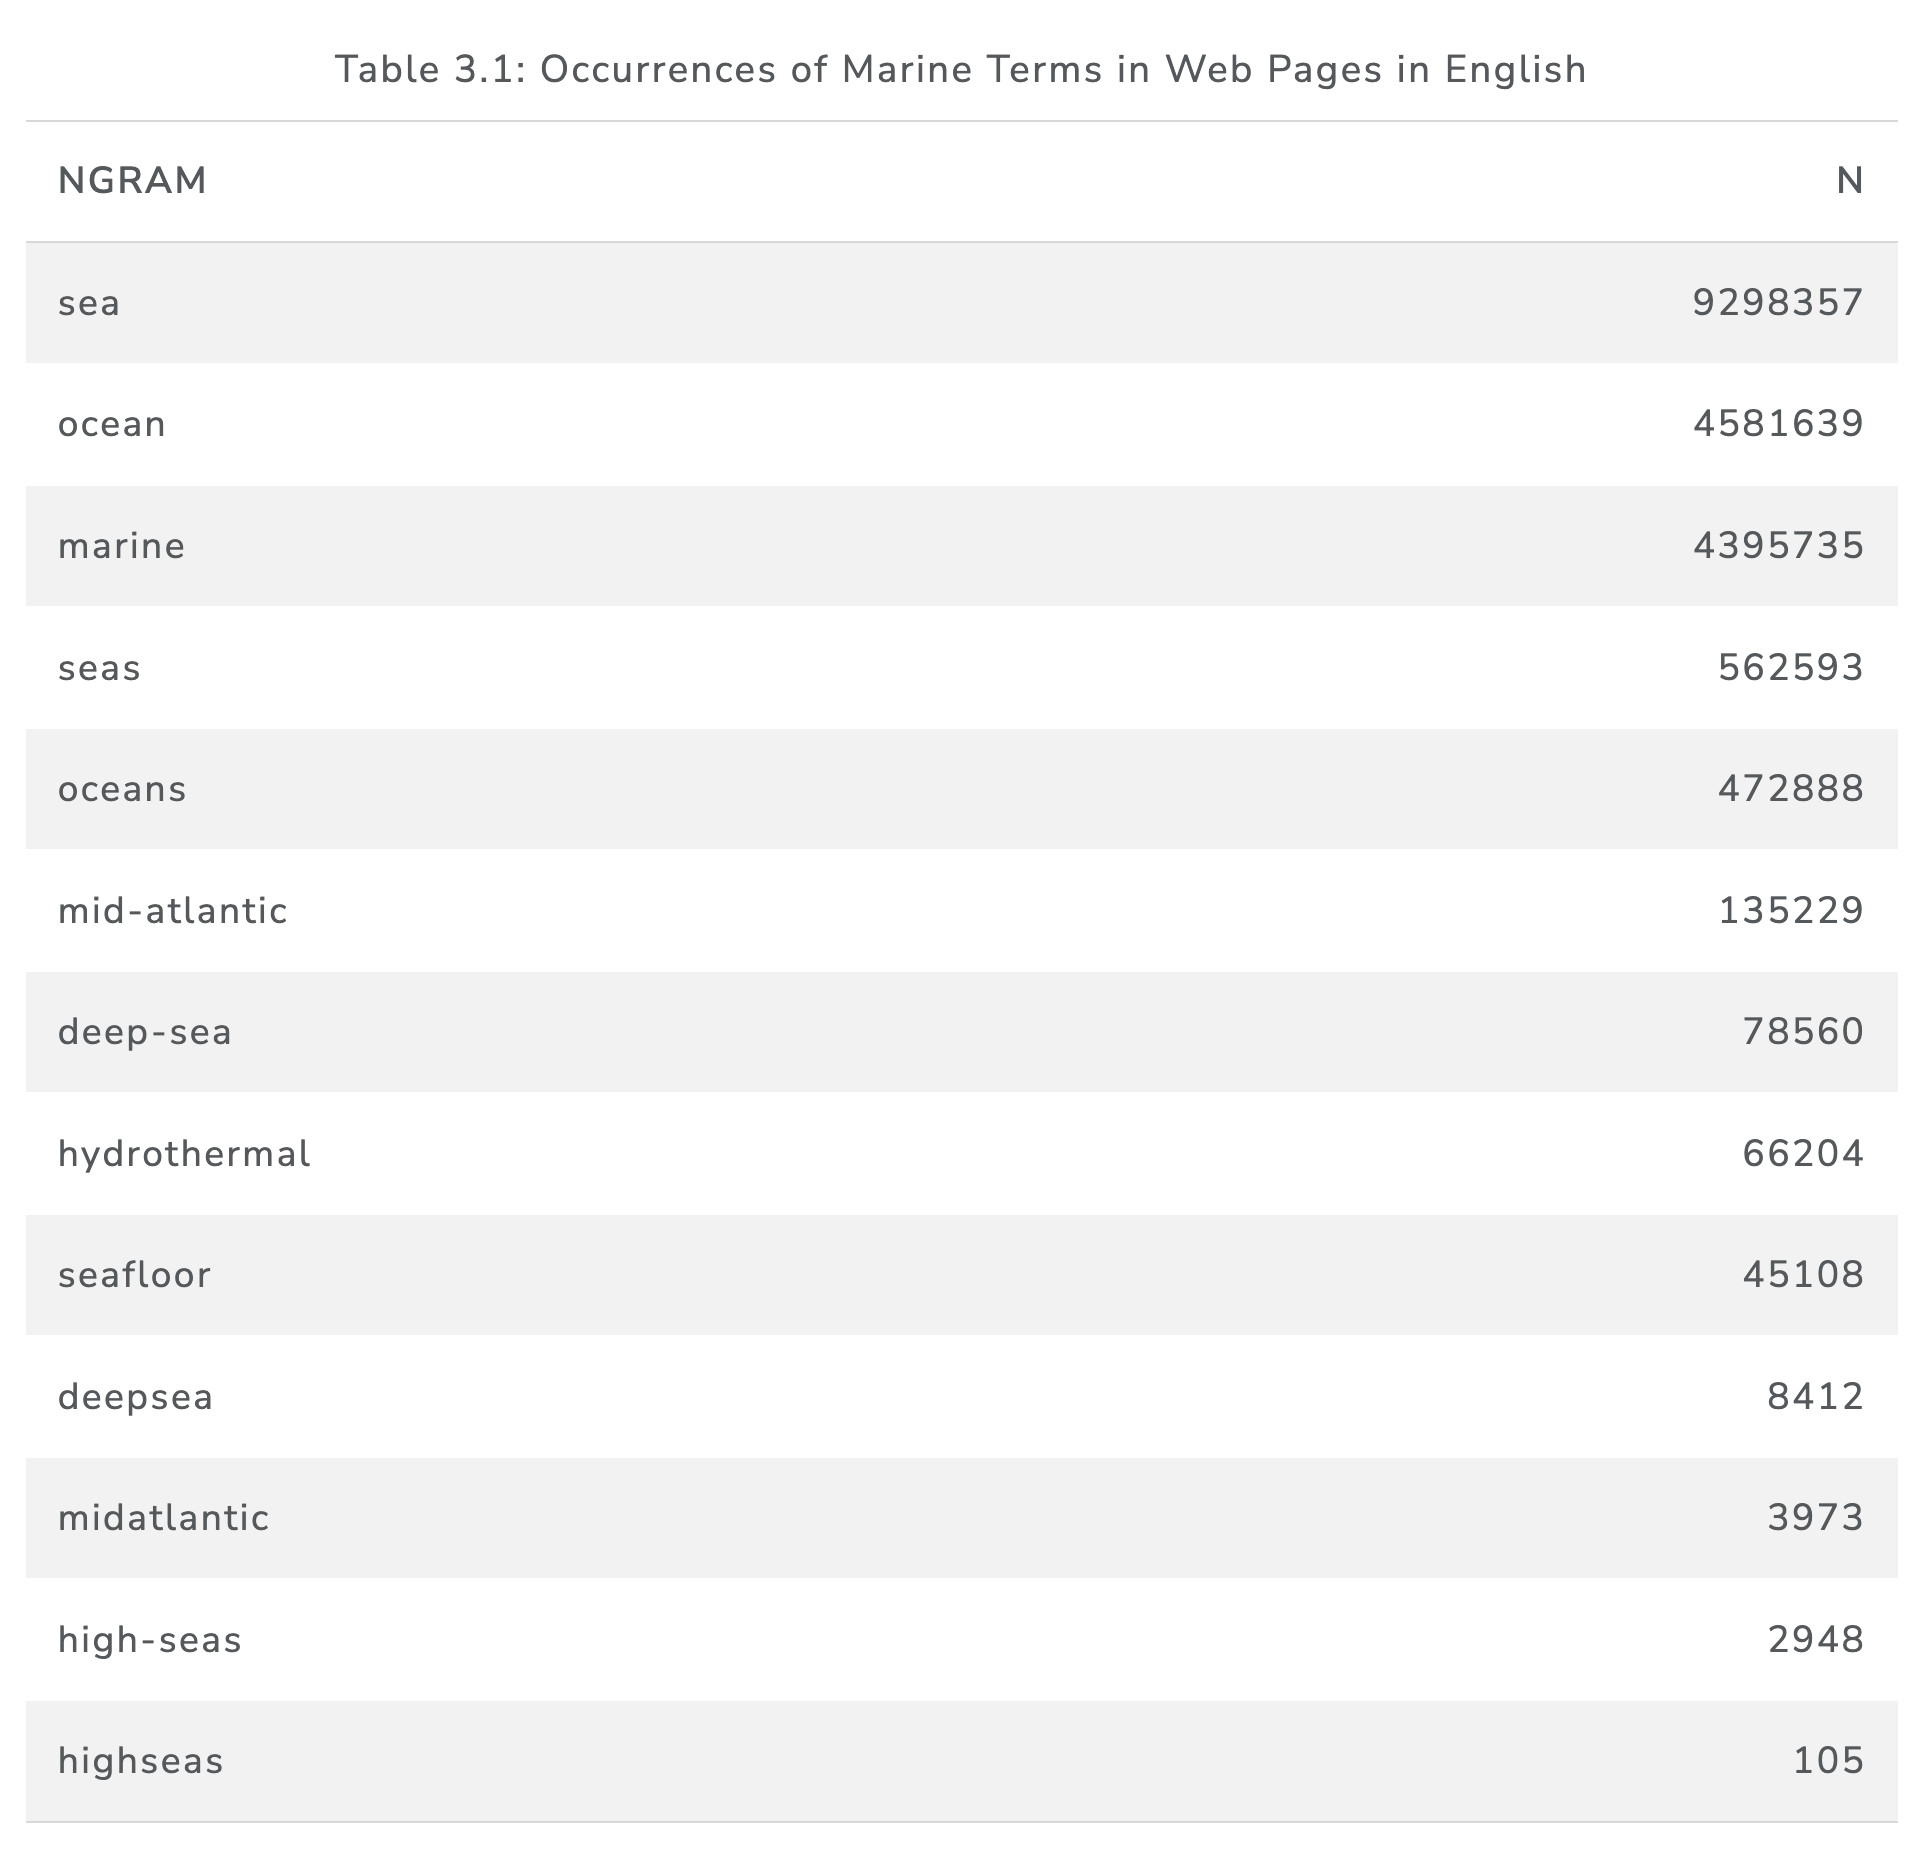 Table 3.1: Occurrences of Marine Terms in Web Pages in English
NGRAM N
sea 9298357
ocean 4581639
marine 4395735
seas 562593
oceans 472888
mid-atlantic 135229
deep-sea 78560
hydrothermal 66204
seafloor 45108
deepsea 8412
midatlantic 3973
high-seas 2948
highseas 105